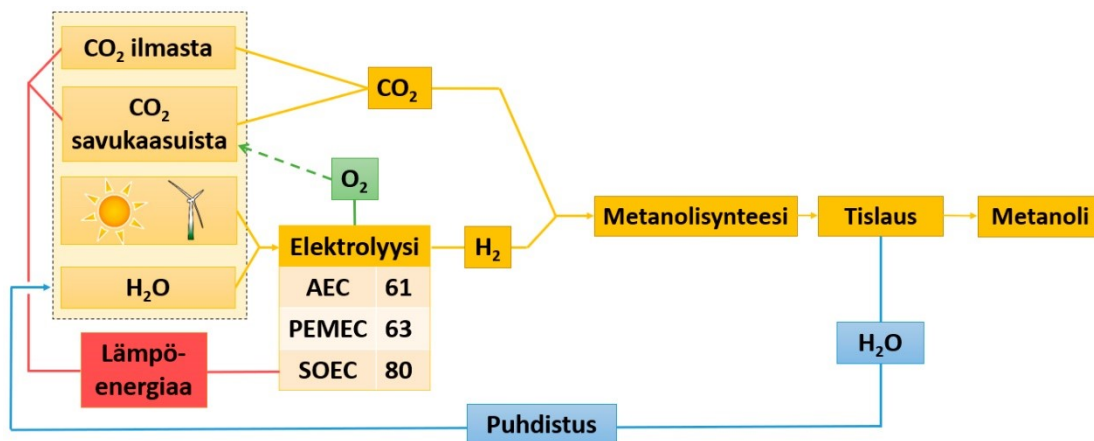 CO₂ ilmasta
CO₂
savukaasuista
H₂O
Lämpö-
energiaa
CO₂
O₂
Elektrolyysi
AEC 61
PEMEC 63
SOEC 80
H₂
Metanolisynteesi
Tislaus
Metanoli
H₂O
Puhdistus